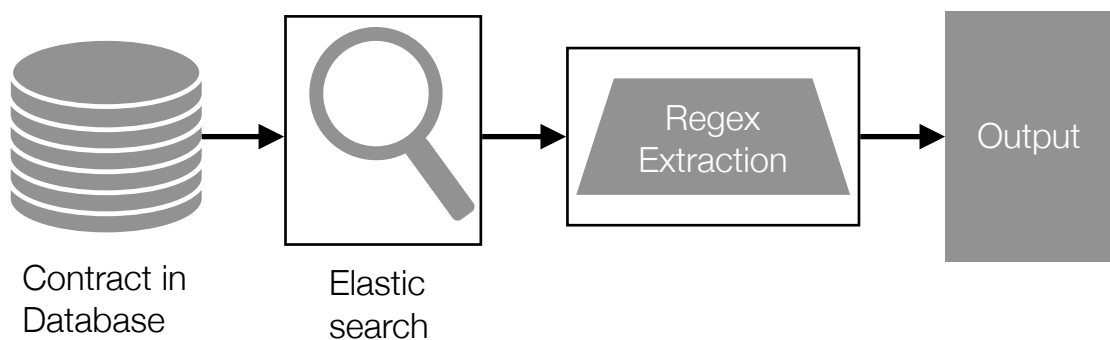 Contract in
Database
Elastic
search
Regex
Extraction
Output